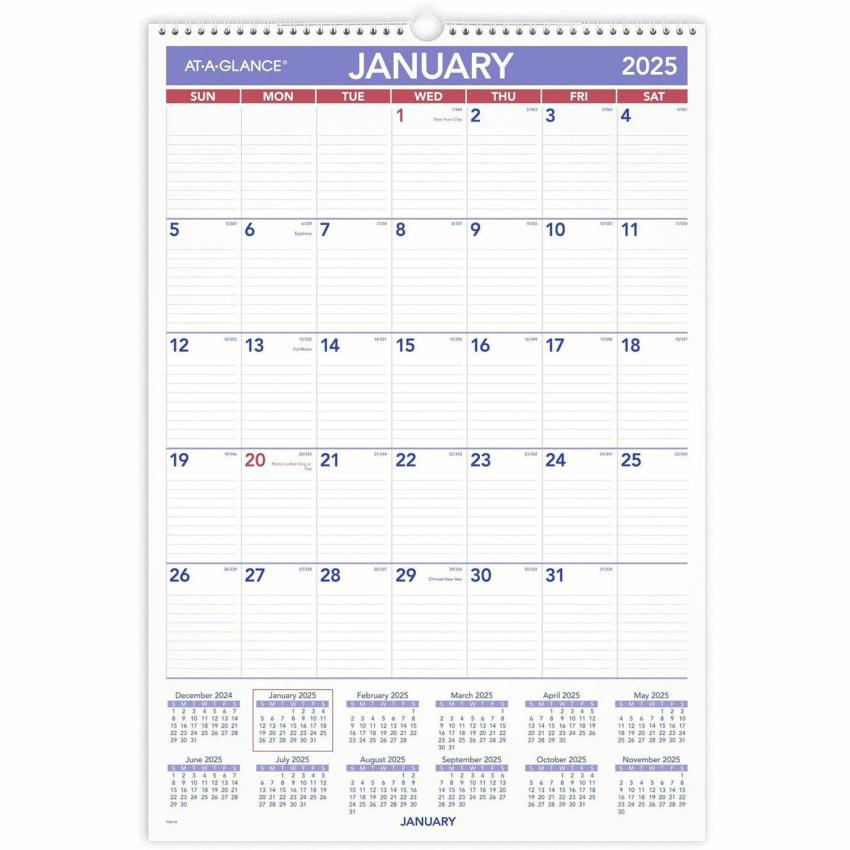 AT-A-GLANCE® JANUARY 2025
SUN MON TUE WED THU FRI SAT
1 1/364 2 2/363 3 3/362 4 4/361
New Year's Day
5 5/360 6 6/359 7 7/358 8 8/357 9 9/356 10 10/355 11 11/354
Epiphany
12 12/353 13 13/352 14 14/351 15 15/350 16 16/349 17 17/348 18 18/347
Full Moon
19 19/346 20 20/345 21 21/344 22 22/343 23 23/342 24 24/341 25 25/340
Martin Luther King Jr.
Day
26 26/339 27 27/338 28 28/337 29 29/336 30 30/335 31 31/334
Chinese New Year
December 2024 January 2025 February 2025 March 2025 April 2025 May 2025
S M T W T F S S M T W T F S S M T W T F S S M T W T F S S M T W T F S S M T W T F S
1 2 3 4 5 6 7 1 2 3 4 1 1 1 2 3 4 5 1 2 3
8 9 10 11 12 13 14 5 6 7 8 9 10 11 2 3 4 5 6 7 8 2 3 4 5 6 7 8 6 7 8 9 10 11 12 4 5 6 7 8 9 10
15 16 17 18 19 20 21 12 13 14 15 16 17 18 9 10 11 12 13 14 15 9 10 11 12 13 14 15 13 14 15 16 17 18 19 11 12 13 14 15 16 17
22 23 24 25 26 27 28 19 20 21 22 23 24 25 16 17 18 19 20 21 22 16 17 18 19 20 21 22 20 21 22 23 24 25 26 18 19 20 21 22 23 24
29 30 31 26 27 28 29 30 31 23 24 25 26 27 28 23 24 25 26 27 28 29 27 28 29 30 25 26 27 28 29 30 31
30 31
June 2025 July 2025 August 2025 September 2025 October 2025 November 2025
S M T W T F S S M T W T F S S M T W T F S S M T W T F S S M T W T F S S M T W T F S
1 2 3 4 5 6 7 1 2 3 4 5 1 2 1 2 3 4 5 6 1 2 3 4 1
8 9 10 11 12 13 14 6 7 8 9 10 11 12 3 4 5 6 7 8 9 7 8 9 10 11 12 13 5 6 7 8 9 10 11 2 3 4 5 6 7 8
15 16 17 18 19 20 21 13 14 15 16 17 18 19 10 11 12 13 14 15 16 14 15 16 17 18 19 20 12 13 14 15 16 17 18 9 10 11 12 13 14 15
22 23 24 25 26 27 28 20 21 22 23 24 25 26 17 18 19 20 21 22 23 21 22 23 24 25 26 27 19 20 21 22 23 24 25 16 17 18 19 20 21 22
29 30 27 28 29 30 31 24 25 26 27 28 29 30 28 29 30 26 27 28 29 30 31 23 24 25 26 27 28 29
31 30
JANUARY